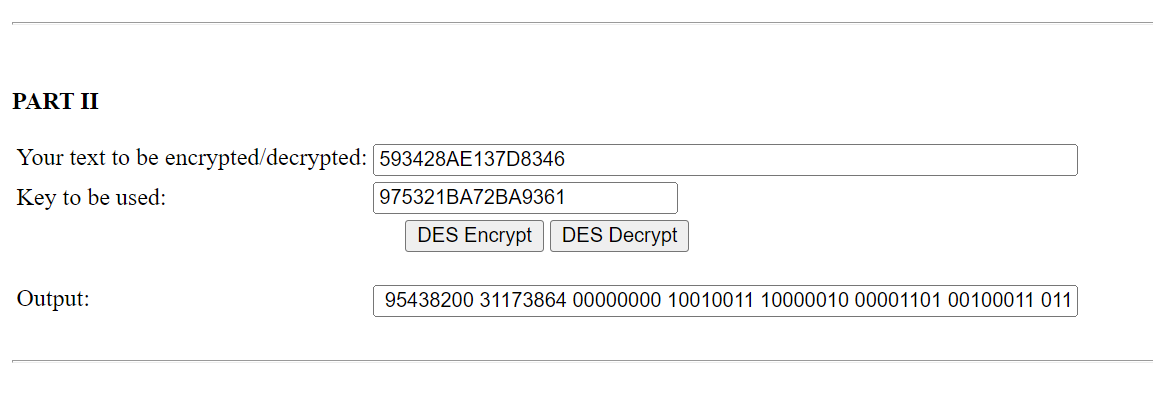 PART II
Your text to be encrypted/decrypted: 593428AE137D8346
Key to be used: 975321BA72BA9361
DES Encrypt DES Decrypt
Output: 95438200 31173864 00000000 10010011 10000010 00001101 00100011 011